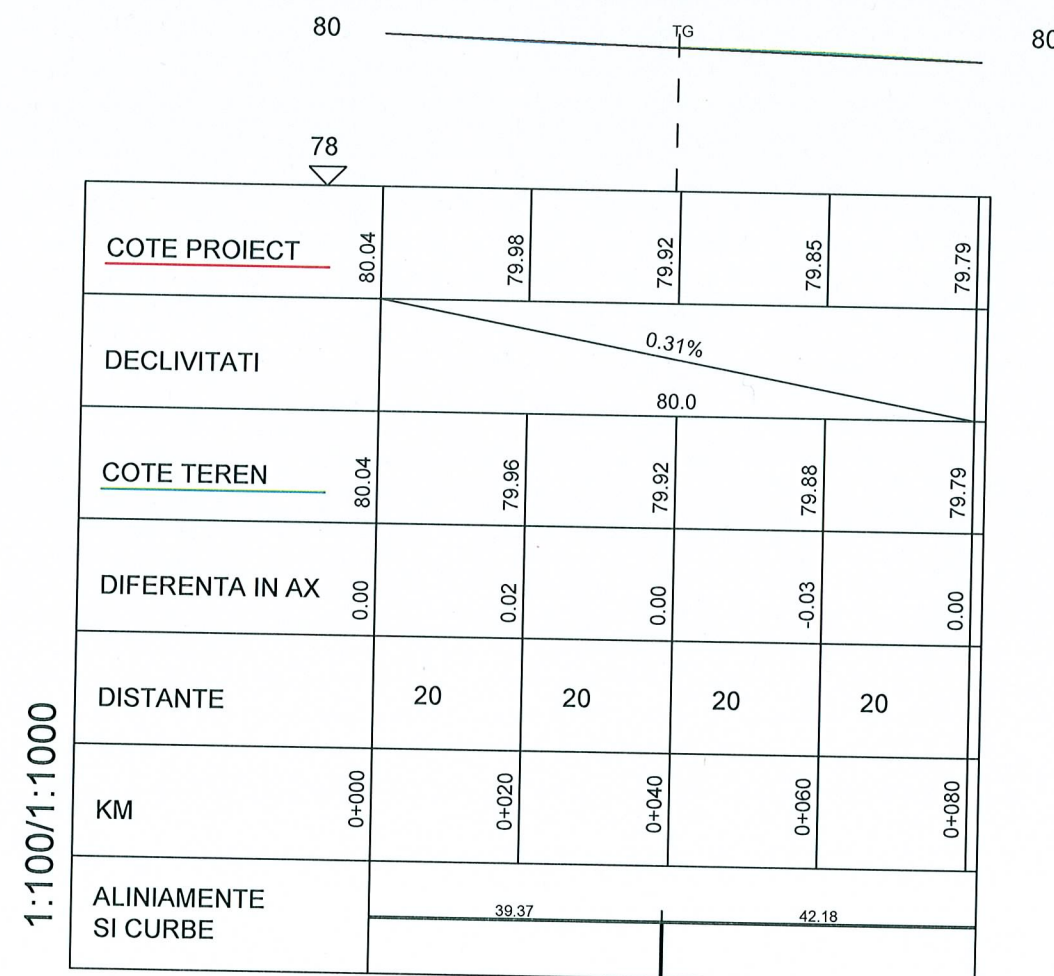 80
TG
80
78
COTE PROIECT 80.04 79.98 79.92 79.85 79.79
DECLIVITATI 0.31% 80.0
COTE TEREN 80.04 79.96 79.92 79.88 79.79
DIFERENTA IN AX 0.00 0.02 0.00 -0.03 0.00
DISTANTE 20 20 20 20
KM 0+000 0+020 0+040 0+060 0+080
ALINIAMENTE
SI CURBE
39.37 42.18
1:100/1:1000